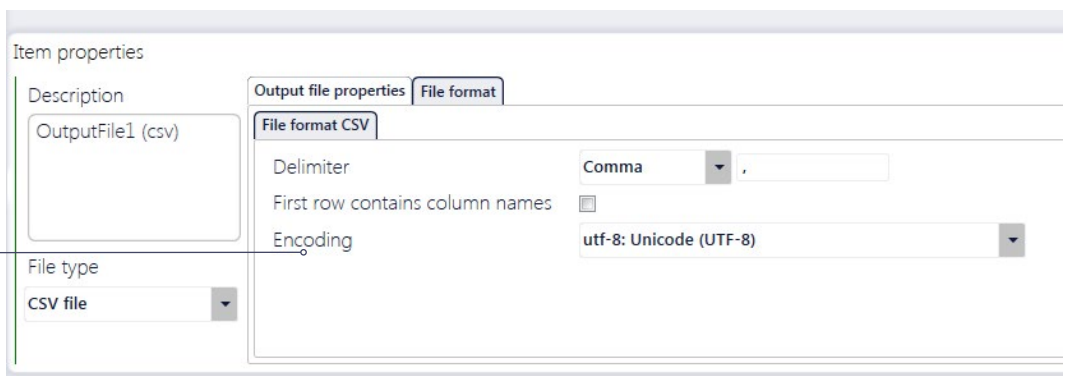 Item properties
Description
OutputFile1 (csv)
File type
CSV file
Output file properties
File format
File format CSV
Delimiter
Comma
,
First row contains column names
Encoding
utf-8: Unicode (UTF-8)